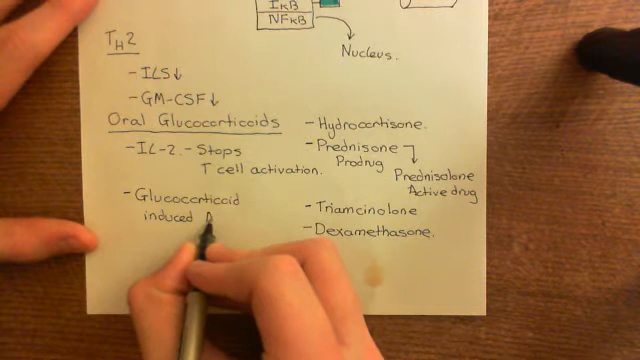 IκB
NFκB
Nucleus.
TH2
- IL5↓
- GM-CSF↓
Oral Glucocorticoids
- IL-2. - Stops
T cell activation.
- Glucocorticoid
induced
- Hydrocortisone.
- Prednisone
Prodrug
Prednisolone
Active drug
- Triamcinolone
- Dexamethasone.